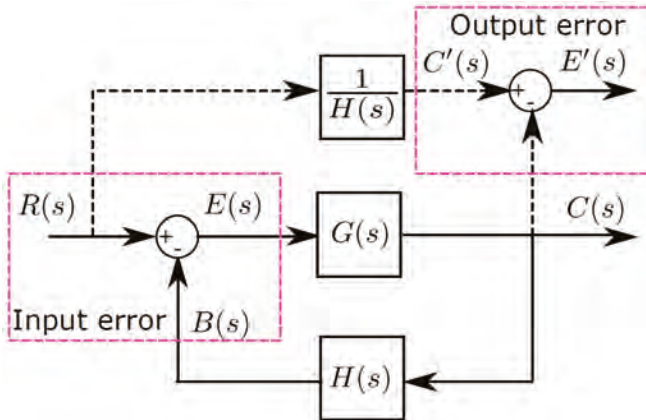 Output error
1
H(s)
C′(s)
E′(s)
+
-
R(s)
E(s)
G(s)
C(s)
+
-
Input error
B(s)
H(s)